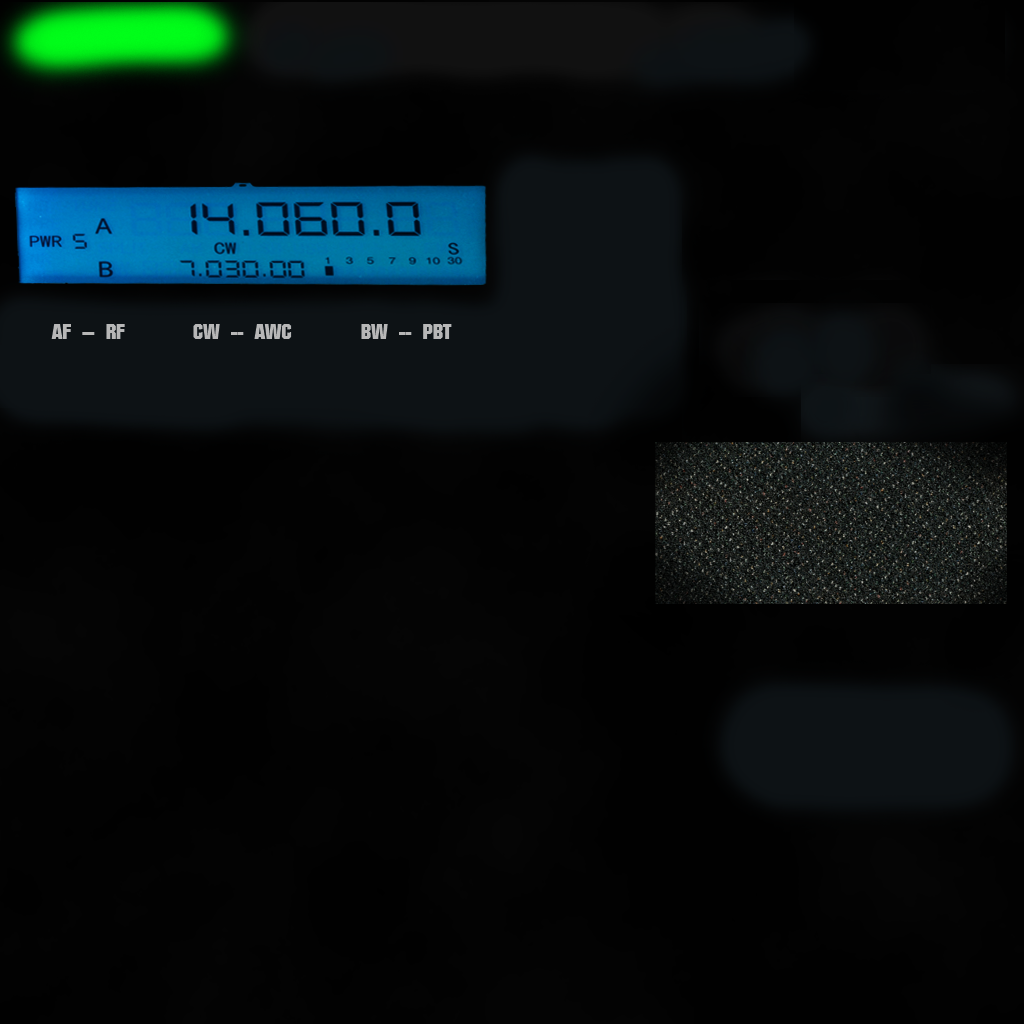 A 14.060.0
PWR 5
CW S
B 7.030.00 1 3 5 7 9 10 30
AF -- RF CW -- AWC BW -- PBT